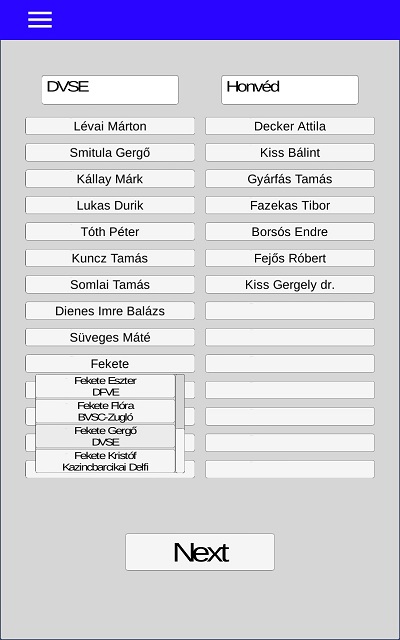 DVSE
Honvéd
Lévai Márton
Decker Attila
Smitula Gergő
Kiss Bálint
Kállay Márk
Gyárfás Tamás
Lukas Durik
Fazekas Tibor
Tóth Péter
Borsós Endre
Kuncz Tamás
Fejős Róbert
Somlai Tamás
Kiss Gergely dr.
Dienes Imre Balázs
Süveges Máté
Fekete
Fekete Eszter
DFVE
Fekete Flóra
BVSC-Zugló
Fekete Gergő
DVSE
Fekete Kristóf
Kazincbarcikai Delfi
Next